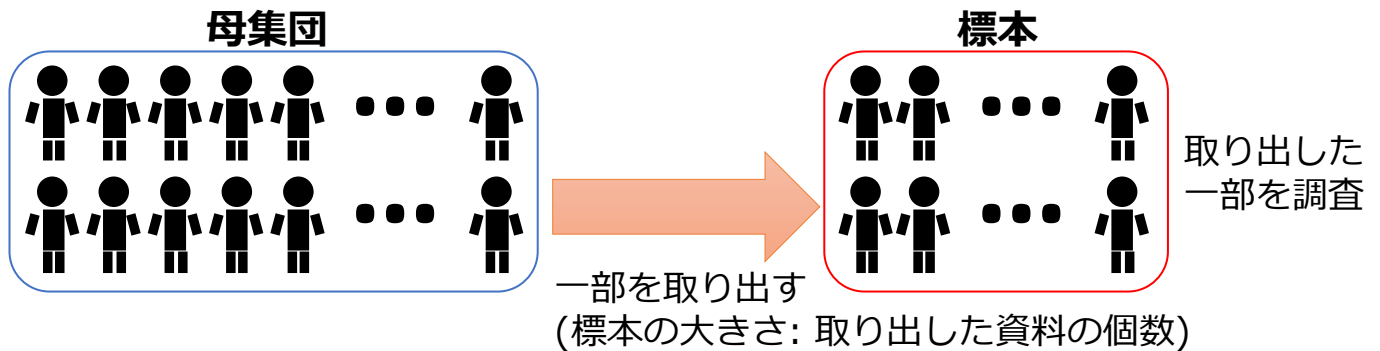 母集団
標本
取り出した
一部を調査
一部を取り出す
(標本の大きさ: 取り出した資料の個数)